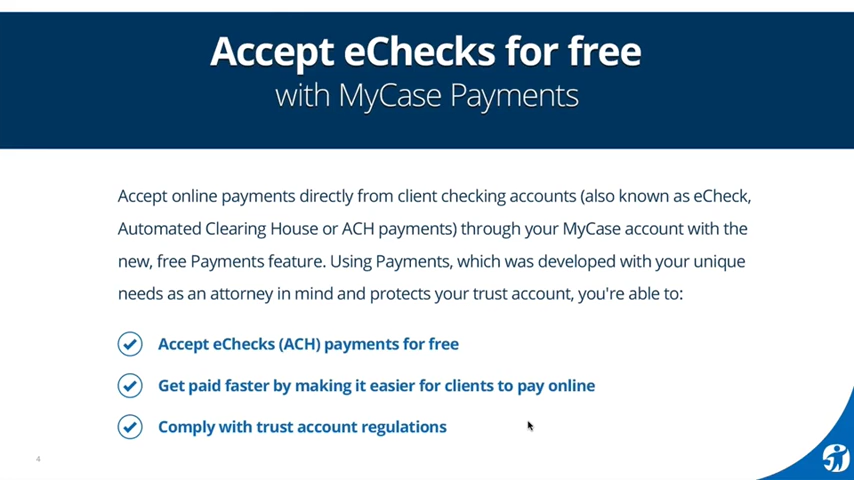 Accept eChecks for free
with MyCase Payments
Accept online payments directly from client checking accounts (also known as eCheck,
Automated Clearing House or ACH payments) through your MyCase account with the
new, free Payments feature. Using Payments, which was developed with your unique
needs as an attorney in mind and protects your trust account, you're able to:
Accept eChecks (ACH) payments for free
Get paid faster by making it easier for clients to pay online
Comply with trust account regulations
4